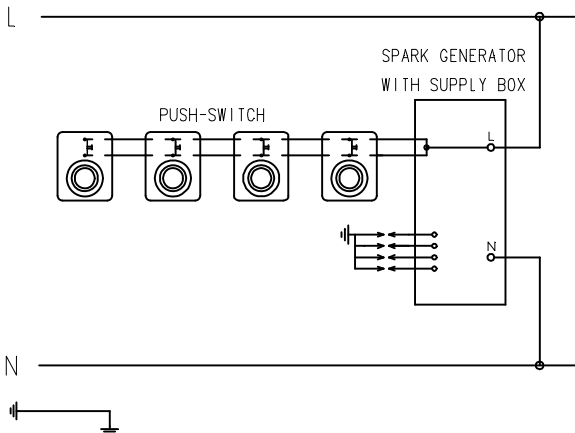 L
SPARK GENERATOR
WITH SUPPLY BOX
PUSH-SWITCH
L
N
N